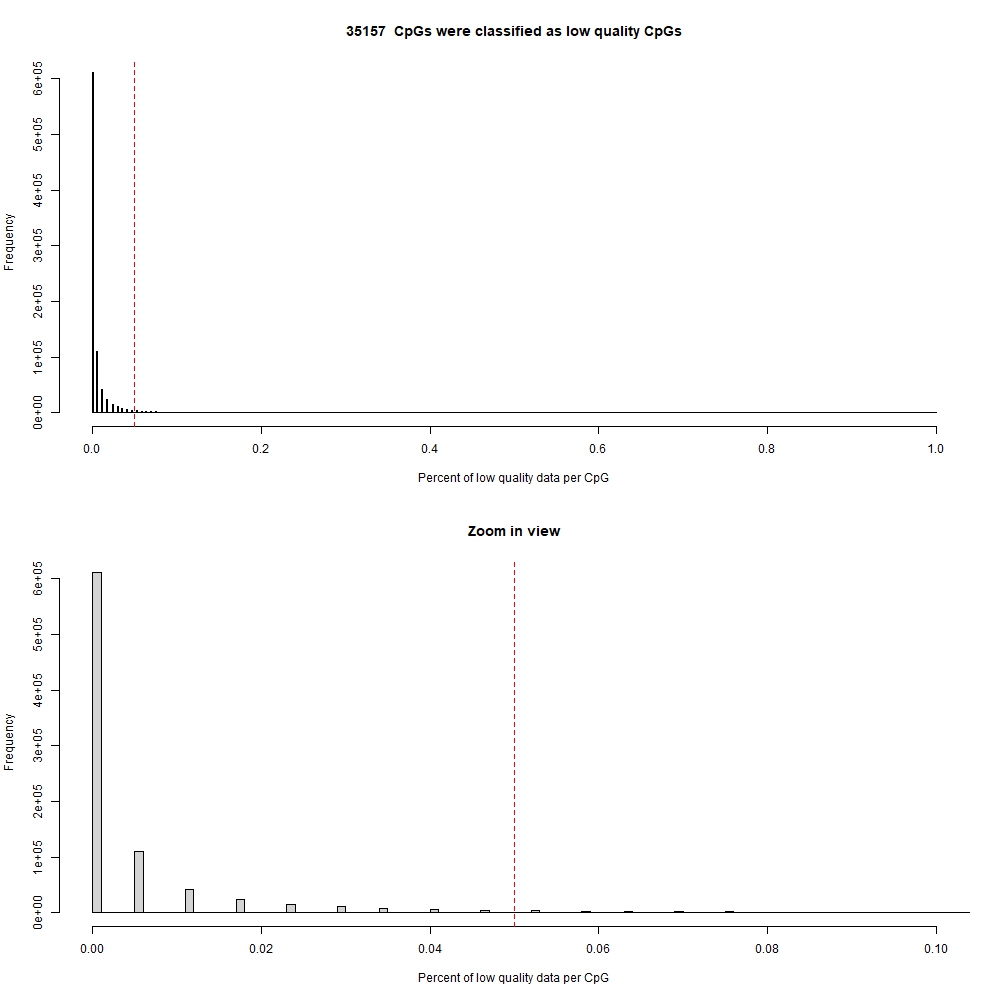 35157  CpGs were classified as low quality CpGs
Frequency
6e+05
5e+05
4e+05
3e+05
2e+05
1e+05
0e+00
0.0 0.2 0.4 0.6 0.8 1.0
Percent of low quality data per CpG
Zoom in view
Frequency
6e+05
5e+05
4e+05
3e+05
2e+05
1e+05
0e+00
0.00 0.02 0.04 0.06 0.08 0.10
Percent of low quality data per CpG